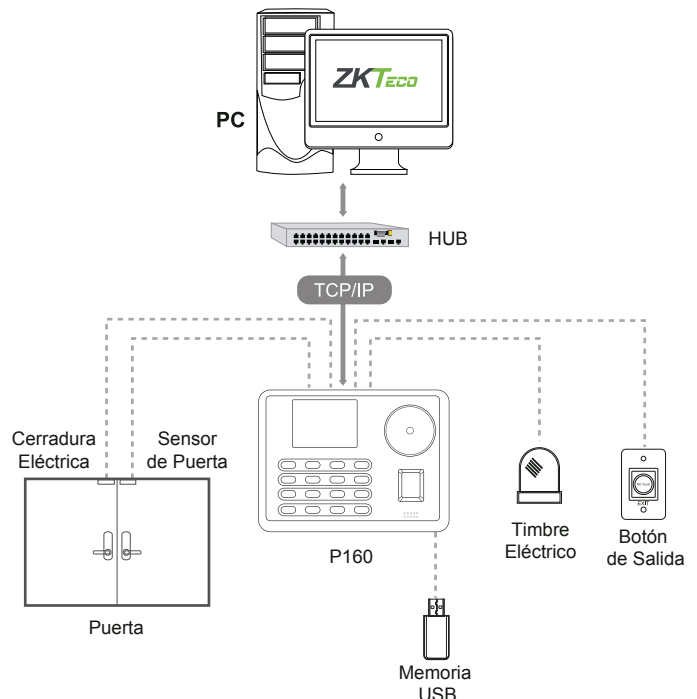 ZKTeco
PC
HUB
TCP/IP
Cerradura
Eléctrica
Sensor
de Puerta
P160
Puerta
Timbre
Eléctrico
EXIT
Botón
de Salida
Memoria
USB